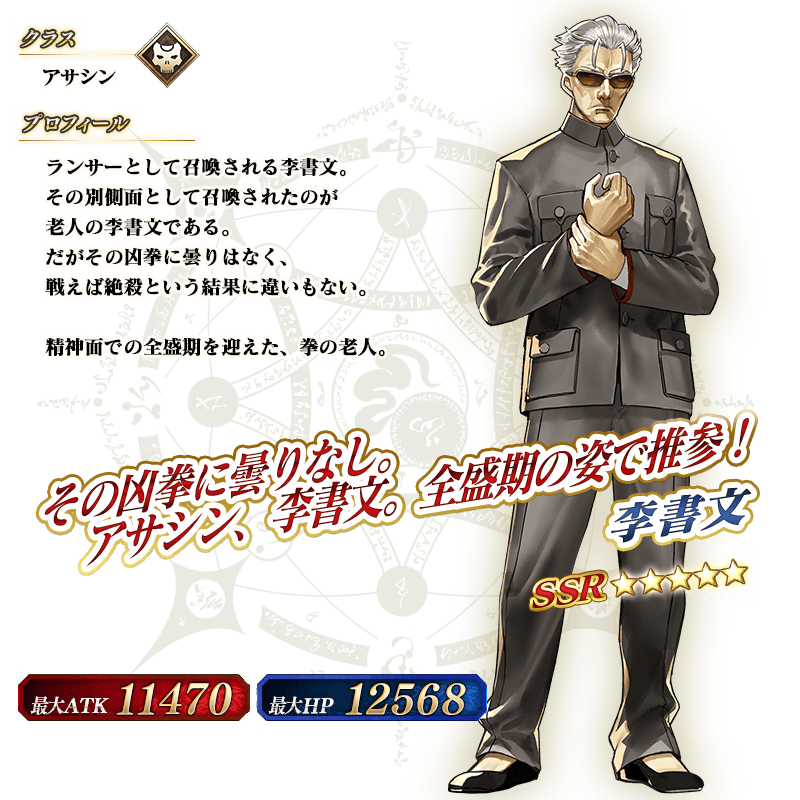 クラス
アサシン
プロフィール
ランサーとして召喚される李書文。
その別側面として召喚されたのが
老人の李書文である。
だがその凶拳に曇りはなく、
戦えば絶殺という結果に違いもない。
精神面での全盛期を迎えた、拳の老人。
その凶拳に曇りなし。全盛期の姿で推参！
アサシン、李書文。
李書文
SSR ★★★★★
最大ATK 11470
最大HP 12568